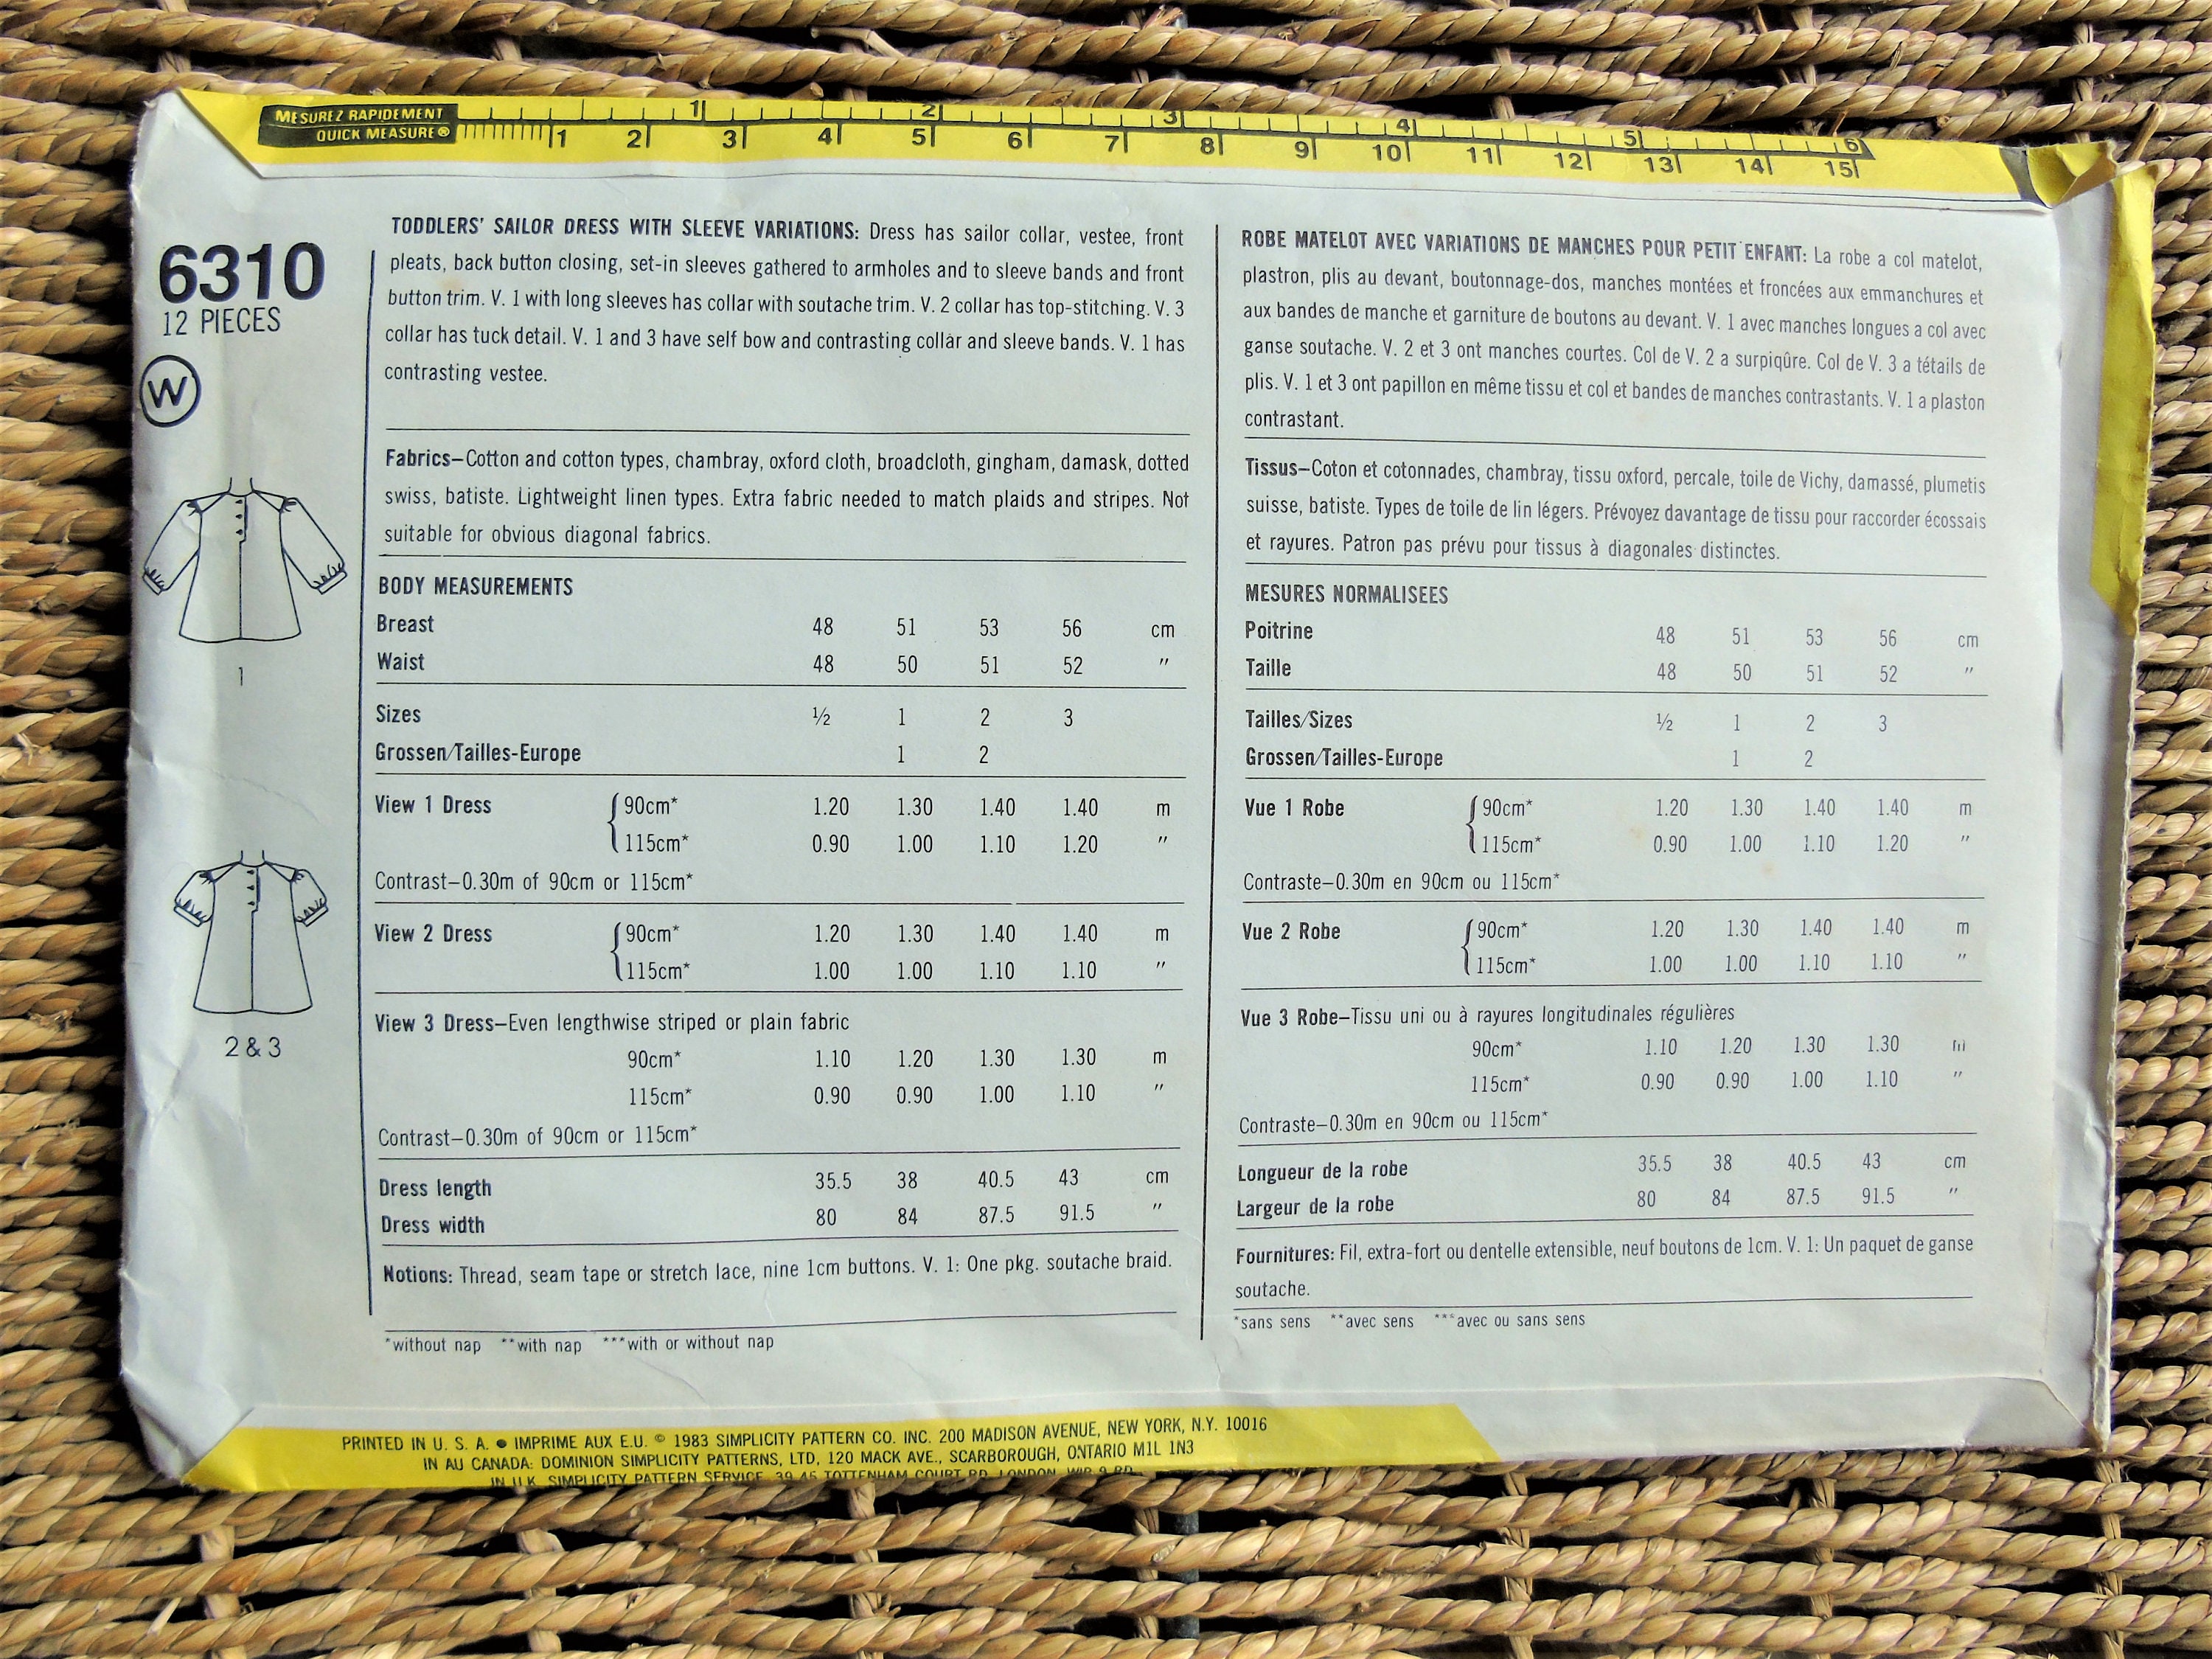 MESUREZ RAPIDEMENT 1 2 3 4 5 6
QUICK MEASURE® 1 2 3 4 5 6 7 8 9 10 11 12 13 14 15
6310
12 PIECES
W
1
2 & 3
TODDLERS' SAILOR DRESS WITH SLEEVE VARIATIONS: Dress has sailor collar, vestee, front
pleats, back button closing, set-in sleeves gathered to armholes and to sleeve bands and front
button trim. V. 1 with long sleeves has collar with soutache trim. V. 2 collar has top-stitching. V. 3
collar has tuck detail. V. 1 and 3 have self bow and contrasting collar and sleeve bands. V. 1 has
contrasting vestee.
Fabrics—Cotton and cotton types, chambray, oxford cloth, broadcloth, gingham, damask, dotted
swiss, batiste. Lightweight linen types. Extra fabric needed to match plaids and stripes. Not
suitable for obvious diagonal fabrics.
BODY MEASUREMENTS
Breast 48 51 53 56 cm
Waist 48 50 51 52 "
Sizes ½ 1 2 3
Grossen/Tailles-Europe 1 2
View 1 Dress 90cm* 1.20 1.30 1.40 1.40 m
115cm* 0.90 1.00 1.10 1.20 "
Contrast—0.30m of 90cm or 115cm*
View 2 Dress 90cm* 1.20 1.30 1.40 1.40 m
115cm* 1.00 1.00 1.10 1.10 "
View 3 Dress—Even lengthwise striped or plain fabric
90cm* 1.10 1.20 1.30 1.30 m
115cm* 0.90 0.90 1.00 1.10 "
Contrast—0.30m of 90cm or 115cm*
Dress length 35.5 38 40.5 43 cm
Dress width 80 84 87.5 91.5 "
Notions: Thread, seam tape or stretch lace, nine 1cm buttons. V. 1: One pkg. soutache braid.
*without nap **with nap ***with or without nap
ROBE MATELOT AVEC VARIATIONS DE MANCHES POUR PETIT ENFANT: La robe a col matelot,
plastron, plis au devant, boutonnage-dos, manches montées et froncées aux emmanchures et
aux bandes de manche et garniture de boutons au devant. V. 1 avec manches longues a col avec
ganse soutache. V. 2 et 3 ont manches courtes. Col de V. 2 a surpiqûre. Col de V. 3 a tétails de
plis. V. 1 et 3 ont papillon en même tissu et col et bandes de manches contrastants. V. 1 a plaston
contrastant.
Tissus—Coton et cotonnades, chambray, tissu oxford, percale, toile de Vichy, damassé, plumetis
suisse, batiste. Types de toile de lin légers. Prévoyez davantage de tissu pour raccorder écossais
et rayures. Patron pas prévu pour tissus à diagonales distinctes.
MESURES NORMALISEES
Poitrine 48 51 53 56 cm
Taille 48 50 51 52 "
Tailles/Sizes ½ 1 2 3
Grossen/Tailles-Europe 1 2
Vue 1 Robe 90cm* 1.20 1.30 1.40 1.40 m
115cm* 0.90 1.00 1.10 1.20 "
Contraste—0.30m en 90cm ou 115cm*
Vue 2 Robe 90cm* 1.20 1.30 1.40 1.40 m
115cm* 1.00 1.00 1.10 1.10 "
Vue 3 Robe—Tissu uni ou à rayures longitudinales régulières
90cm* 1.10 1.20 1.30 1.30 m
115cm* 0.90 0.90 1.00 1.10 "
Contraste—0.30m en 90cm ou 115cm*
Longueur de la robe 35.5 38 40.5 43 cm
Largeur de la robe 80 84 87.5 91.5 "
Fournitures: Fil, extra-fort ou dentelle extensible, neuf boutons de 1cm. V. 1: Un paquet de ganse
soutache.
*sans sens **avec sens ***avec ou sans sens
PRINTED IN U. S. A. ● IMPRIME AUX E.U. © 1983 SIMPLICITY PATTERN CO. INC. 200 MADISON AVENUE, NEW YORK, N.Y. 10016
IN AU CANADA: DOMINION SIMPLICITY PATTERNS, LTD, 120 MACK AVE., SCARBOROUGH, ONTARIO M1L 1N3
IN U.K. SIMPLICITY PATTERN SERVICE, 39 45 TOTTENHAM COURT RD. LONDON